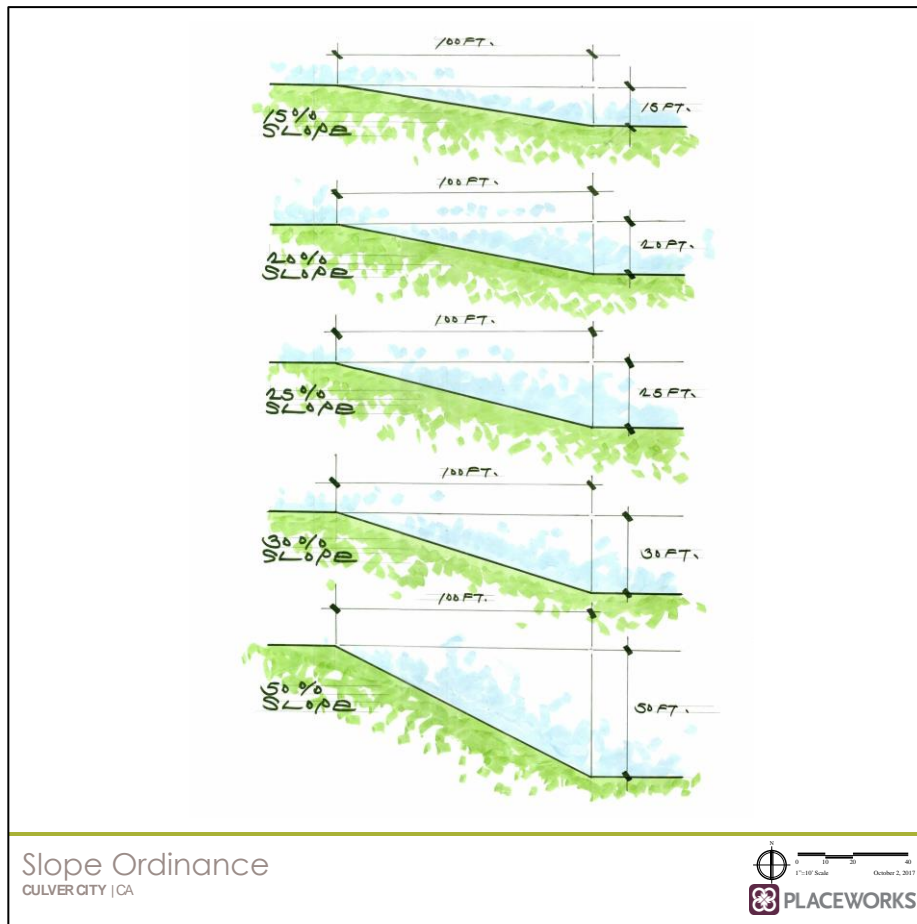 100 FT.
15 FT.
15%
SLOPE
100 FT.
20 FT.
20%
SLOPE
100 FT.
25 FT.
25%
SLOPE
100 FT.
30 FT.
30%
SLOPE
100 FT.
50 FT.
50%
SLOPE
Slope Ordinance
CULVER CITY | CA
N
0 10 20 40
1"=10' Scale October 2, 2017
PLACEWORKS